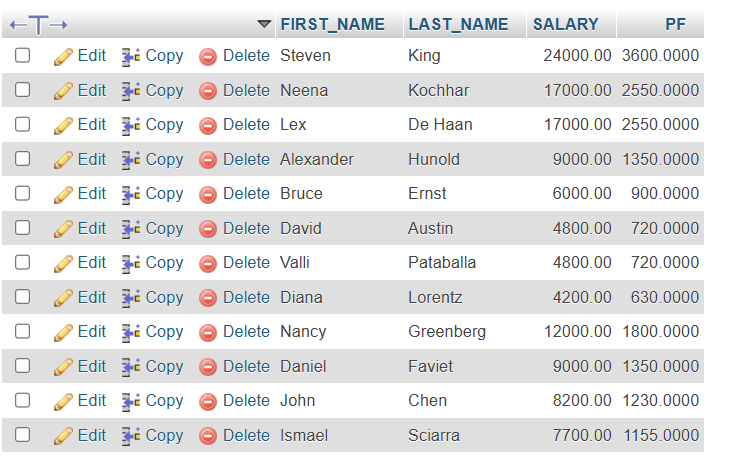 FIRST_NAME LAST_NAME SALARY PF
Edit Copy Delete Steven King 24000.00 3600.0000
Edit Copy Delete Neena Kochhar 17000.00 2550.0000
Edit Copy Delete Lex De Haan 17000.00 2550.0000
Edit Copy Delete Alexander Hunold 9000.00 1350.0000
Edit Copy Delete Bruce Ernst 6000.00 900.0000
Edit Copy Delete David Austin 4800.00 720.0000
Edit Copy Delete Valli Pataballa 4800.00 720.0000
Edit Copy Delete Diana Lorentz 4200.00 630.0000
Edit Copy Delete Nancy Greenberg 12000.00 1800.0000
Edit Copy Delete Daniel Faviet 9000.00 1350.0000
Edit Copy Delete John Chen 8200.00 1230.0000
Edit Copy Delete Ismael Sciarra 7700.00 1155.0000